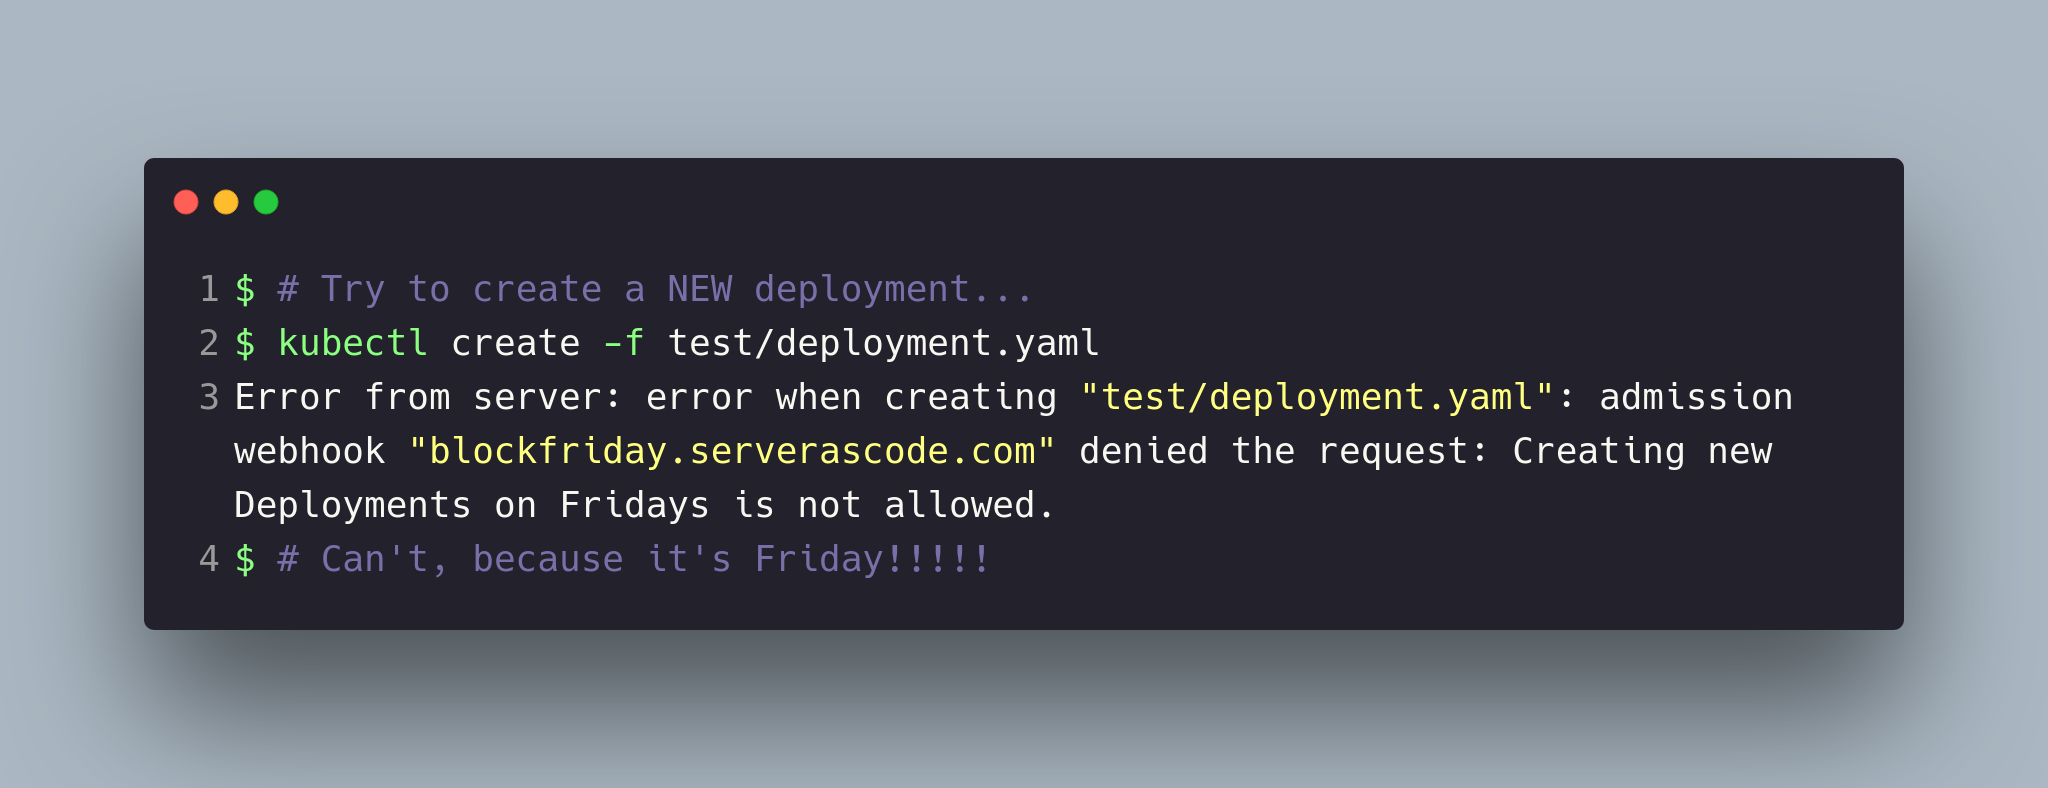 1 $ # Try to create a NEW deployment...
2 $ kubectl create -f test/deployment.yaml
3 Error from server: error when creating "test/deployment.yaml": admission
webhook "blockfriday.serverascode.com" denied the request: Creating new
Deployments on Fridays is not allowed.
4 $ # Can't, because it's Friday!!!!!